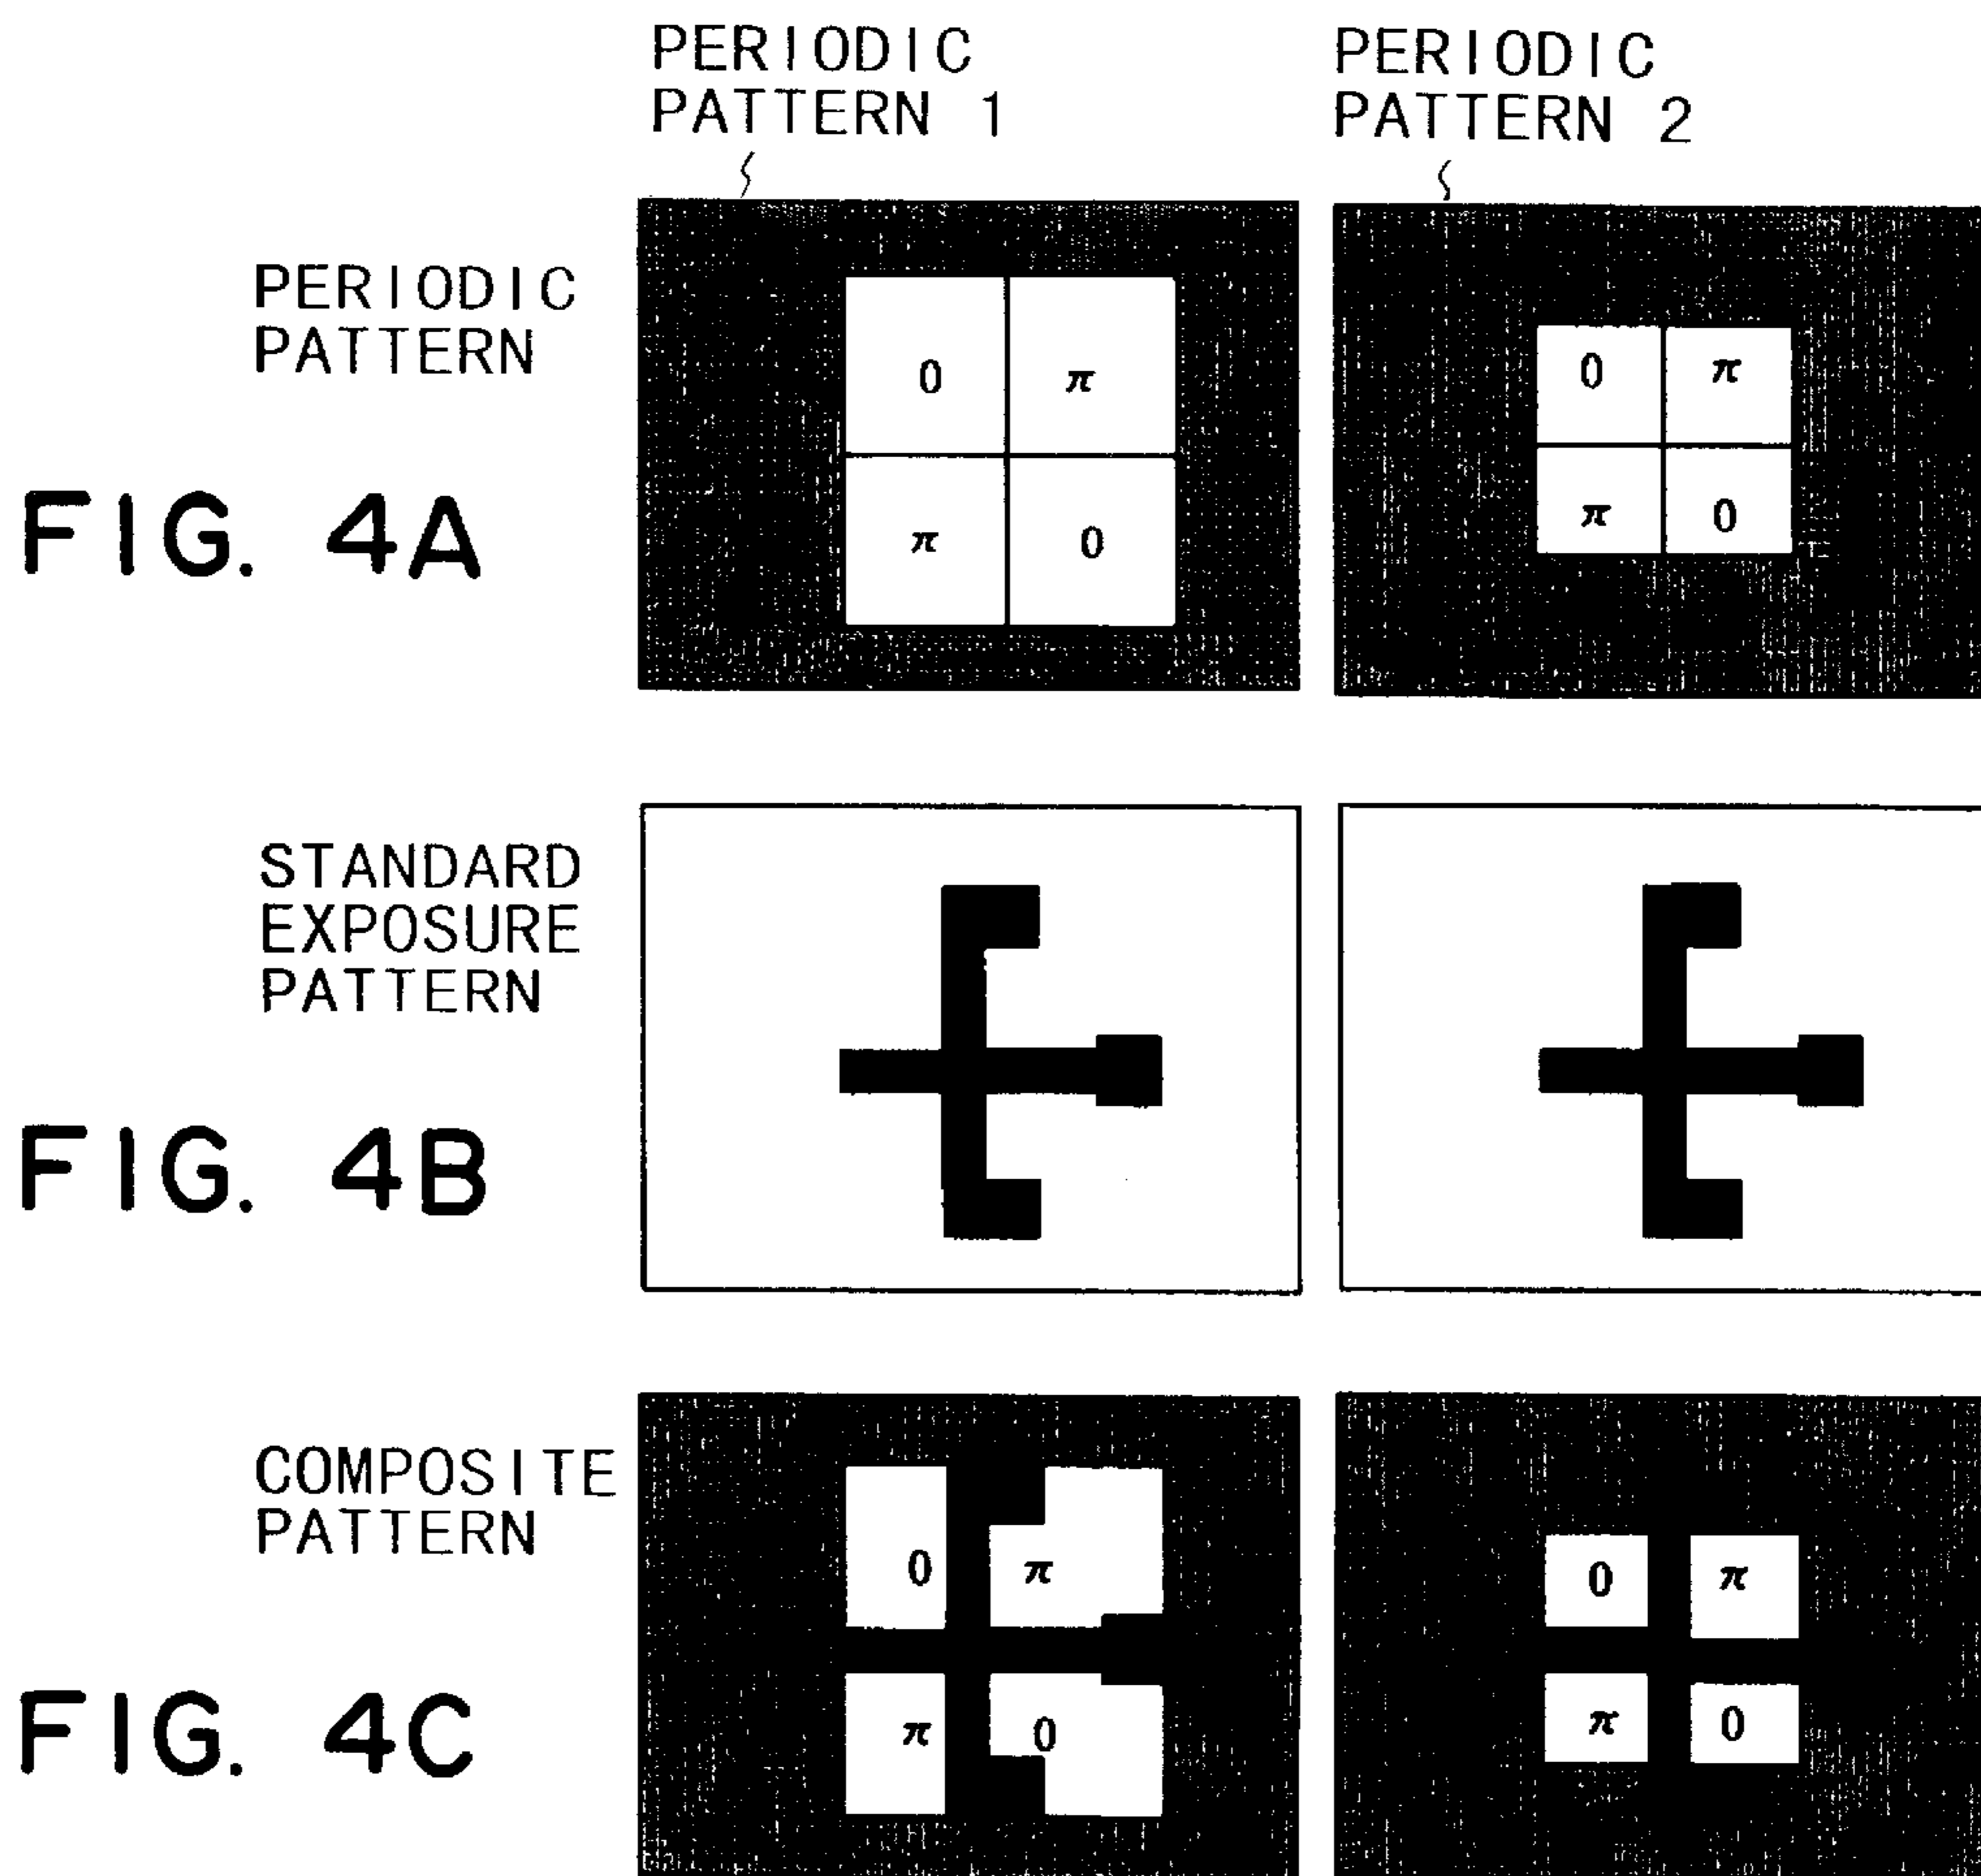 PERIODIC
PATTERN 1
PERIODIC
PATTERN 2
PERIODIC
PATTERN
0 π
π 0
0 π
π 0
FIG. 4A
STANDARD
EXPOSURE
PATTERN
FIG. 4B
COMPOSITE
PATTERN
0 π
π 0
0 π
π 0
FIG. 4C